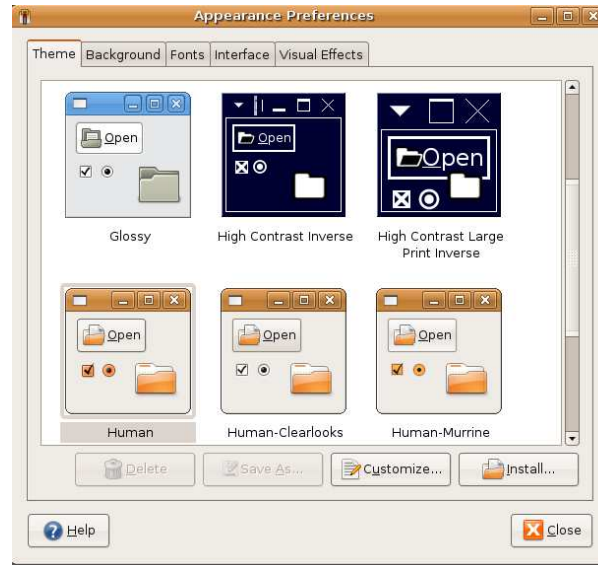 Appearance Preferences
Theme Background Fonts Interface Visual Effects
Open
Open
Open
Glossy
High Contrast Inverse
High Contrast Large
Print Inverse
Open
Open
Open
Human
Human-Clearlooks
Human-Murrine
Delete
Save As...
Customize...
Install...
Help
Close